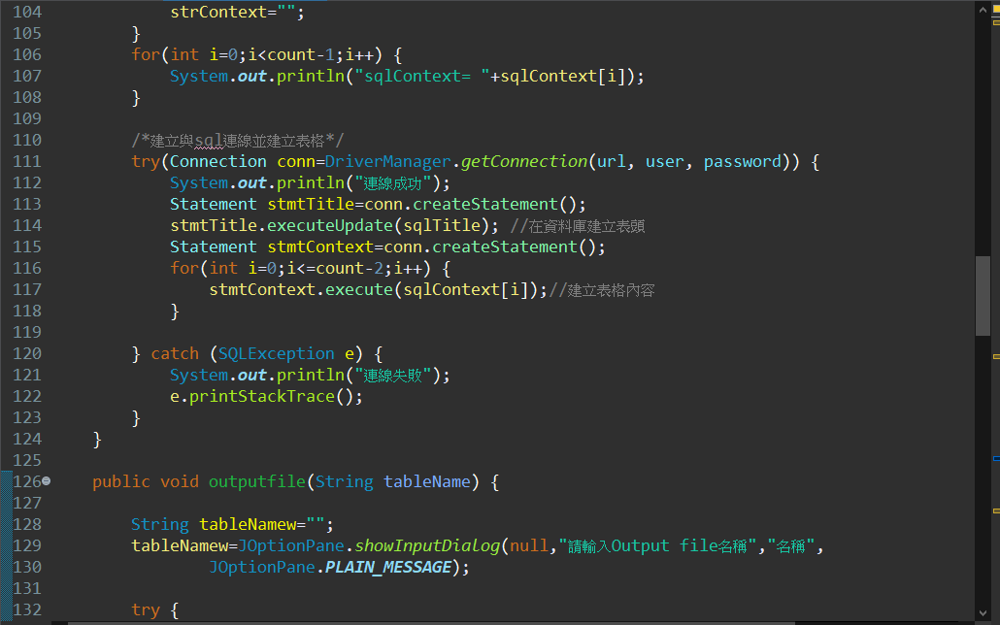 104 strContext="";
105 }
106 for(int i=0;i<count-1;i++) {
107 System.out.println("sqlContext= "+sqlContext[i]);
108 }
109
110 /*建立與sql連線並建立表格*/
111 try(Connection conn=DriverManager.getConnection(url, user, password)) {
112 System.out.println("連線成功");
113 Statement stmtTitle=conn.createStatement();
114 stmtTitle.executeUpdate(sqlTitle); //在資料庫建立表頭
115 Statement stmtContext=conn.createStatement();
116 for(int i=0;i<=count-2;i++) {
117 stmtContext.execute(sqlContext[i]);//建立表格內容
118 }
119
120 } catch (SQLException e) {
121 System.out.println("連線失敗");
122 e.printStackTrace();
123 }
124 }
125
126 public void outputfile(String tableName) {
127
128 String tableNamew="";
129 tableNamew=JOptionPane.showInputDialog(null,"請輸入Output file名稱","名稱",
130 JOptionPane.PLAIN_MESSAGE);
131
132 try {